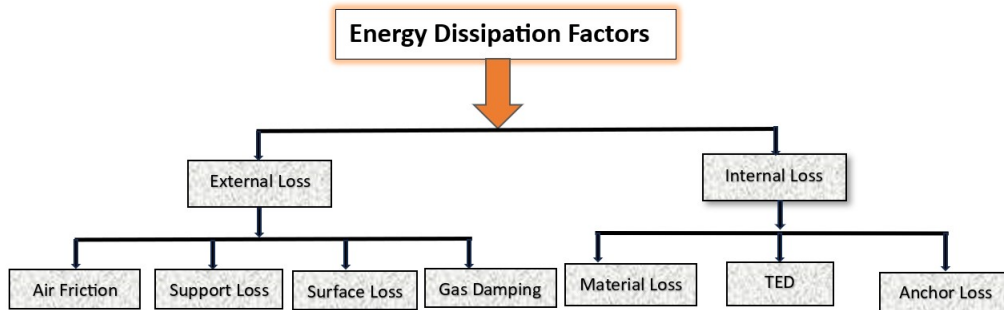 Energy Dissipation Factors
External Loss
Internal Loss
Air Friction
Support Loss
Surface Loss
Gas Damping
Material Loss
TED
Anchor Loss